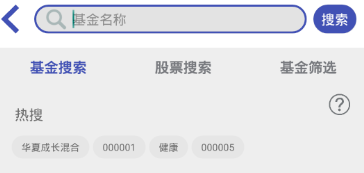 基金名称 搜索
基金搜索 股票搜索 基金筛选
热搜 ?
华夏成长混合 000001 健康 000005